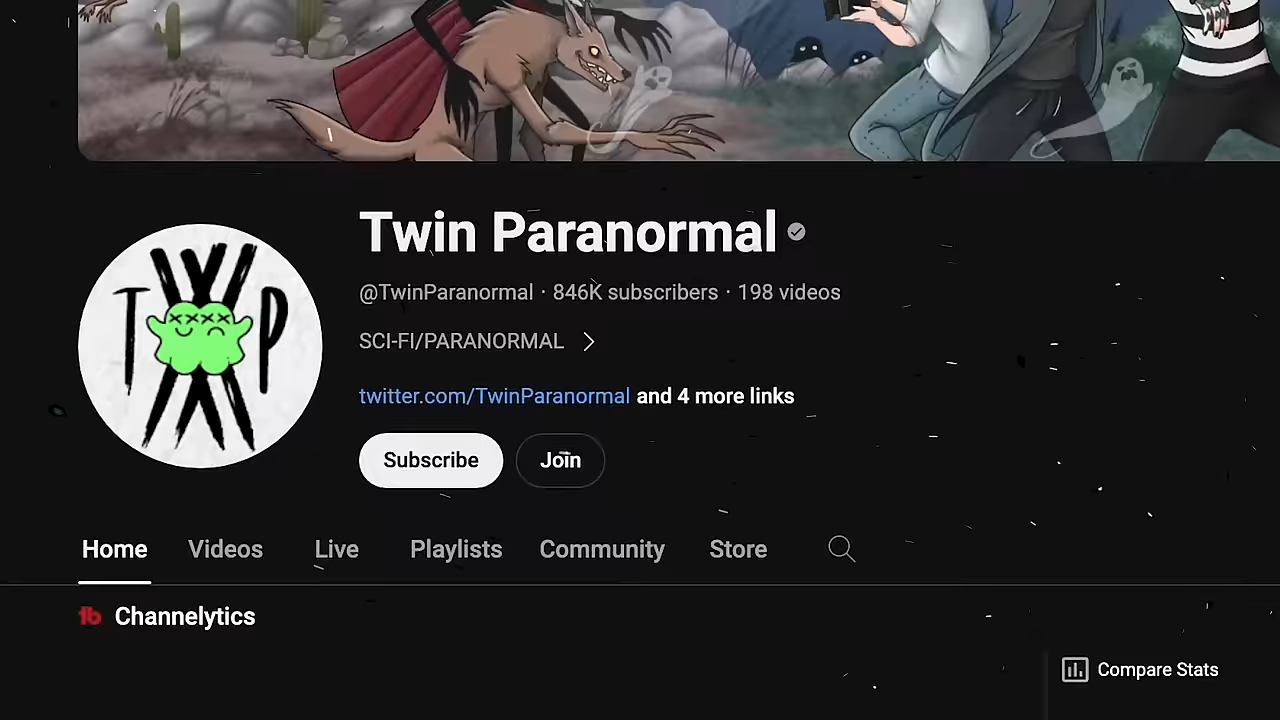 Twin Paranormal
@TwinParanormal · 846K subscribers · 198 videos
SCI-FI/PARANORMAL
twitter.com/TwinParanormal and 4 more links
T P
Subscribe Join
Home Videos Live Playlists Community Store
tb Channelytics
Compare Stats